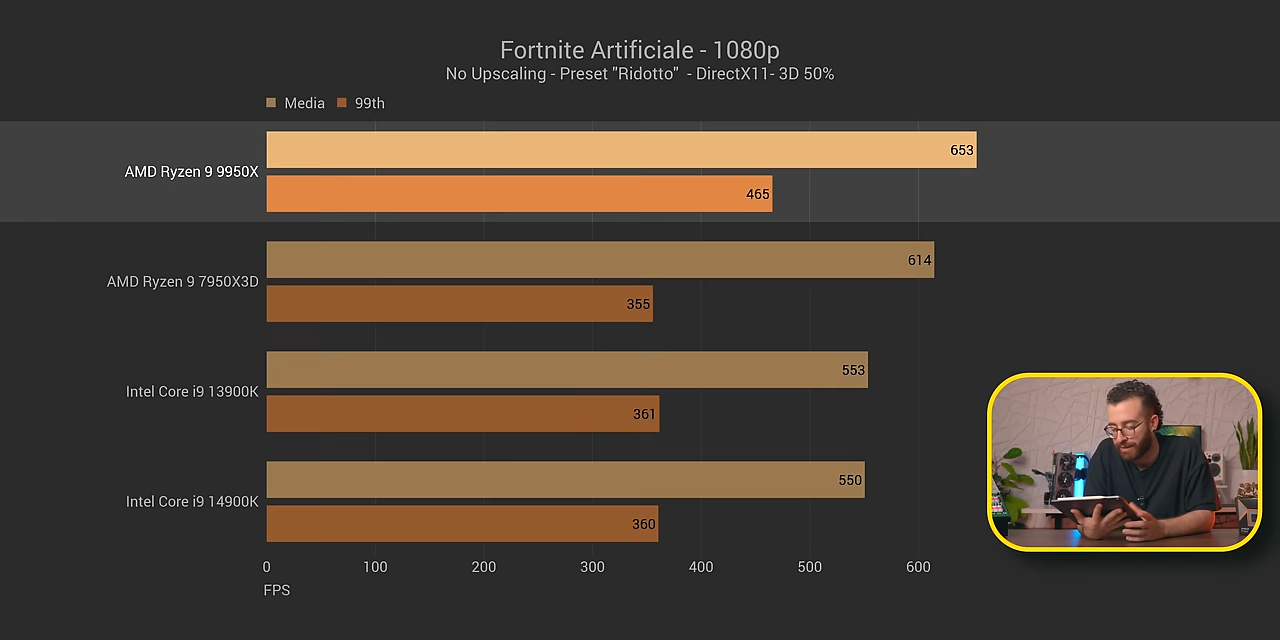 Fortnite Artificiale - 1080p
No Upscaling - Preset "Ridotto" - DirectX11- 3D 50%
Media 99th
AMD Ryzen 9 9950X
653
465
AMD Ryzen 9 7950X3D
614
355
Intel Core i9 13900K
553
361
Intel Core i9 14900K
550
360
0 100 200 300 400 500 600
FPS